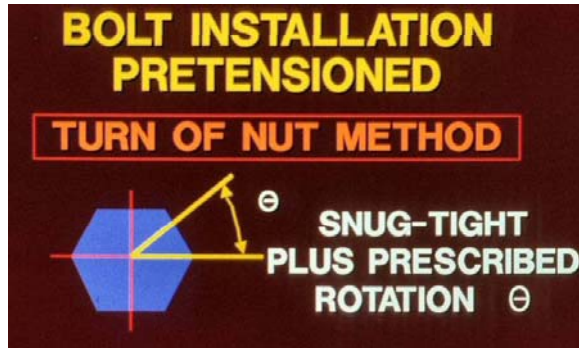 BOLT INSTALLATION
PRETENSIONED
TURN OF NUT METHOD
Θ
SNUG-TIGHT
PLUS PRESCRIBED
ROTATION Θ